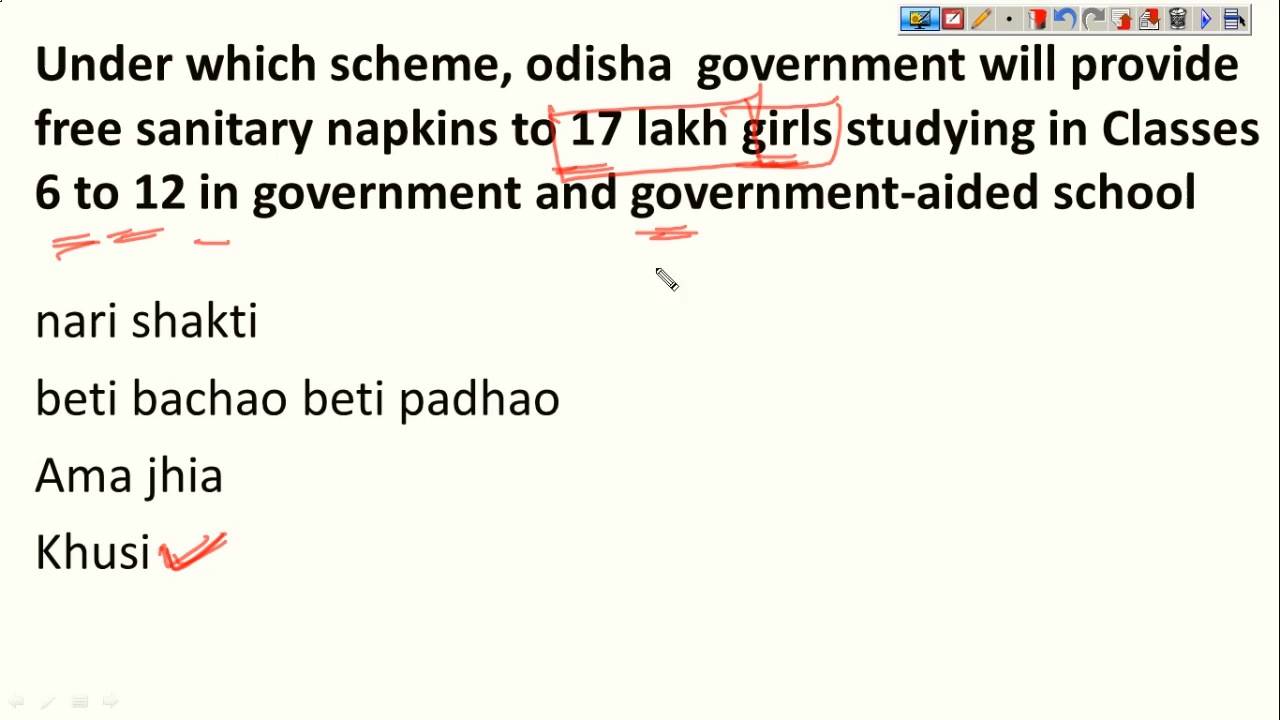 Under which scheme, odisha government will provide
free sanitary napkins to 17 lakh girls studying in Classes
6 to 12 in government and government-aided school
nari shakti
beti bachao beti padhao
Ama jhia
Khusi